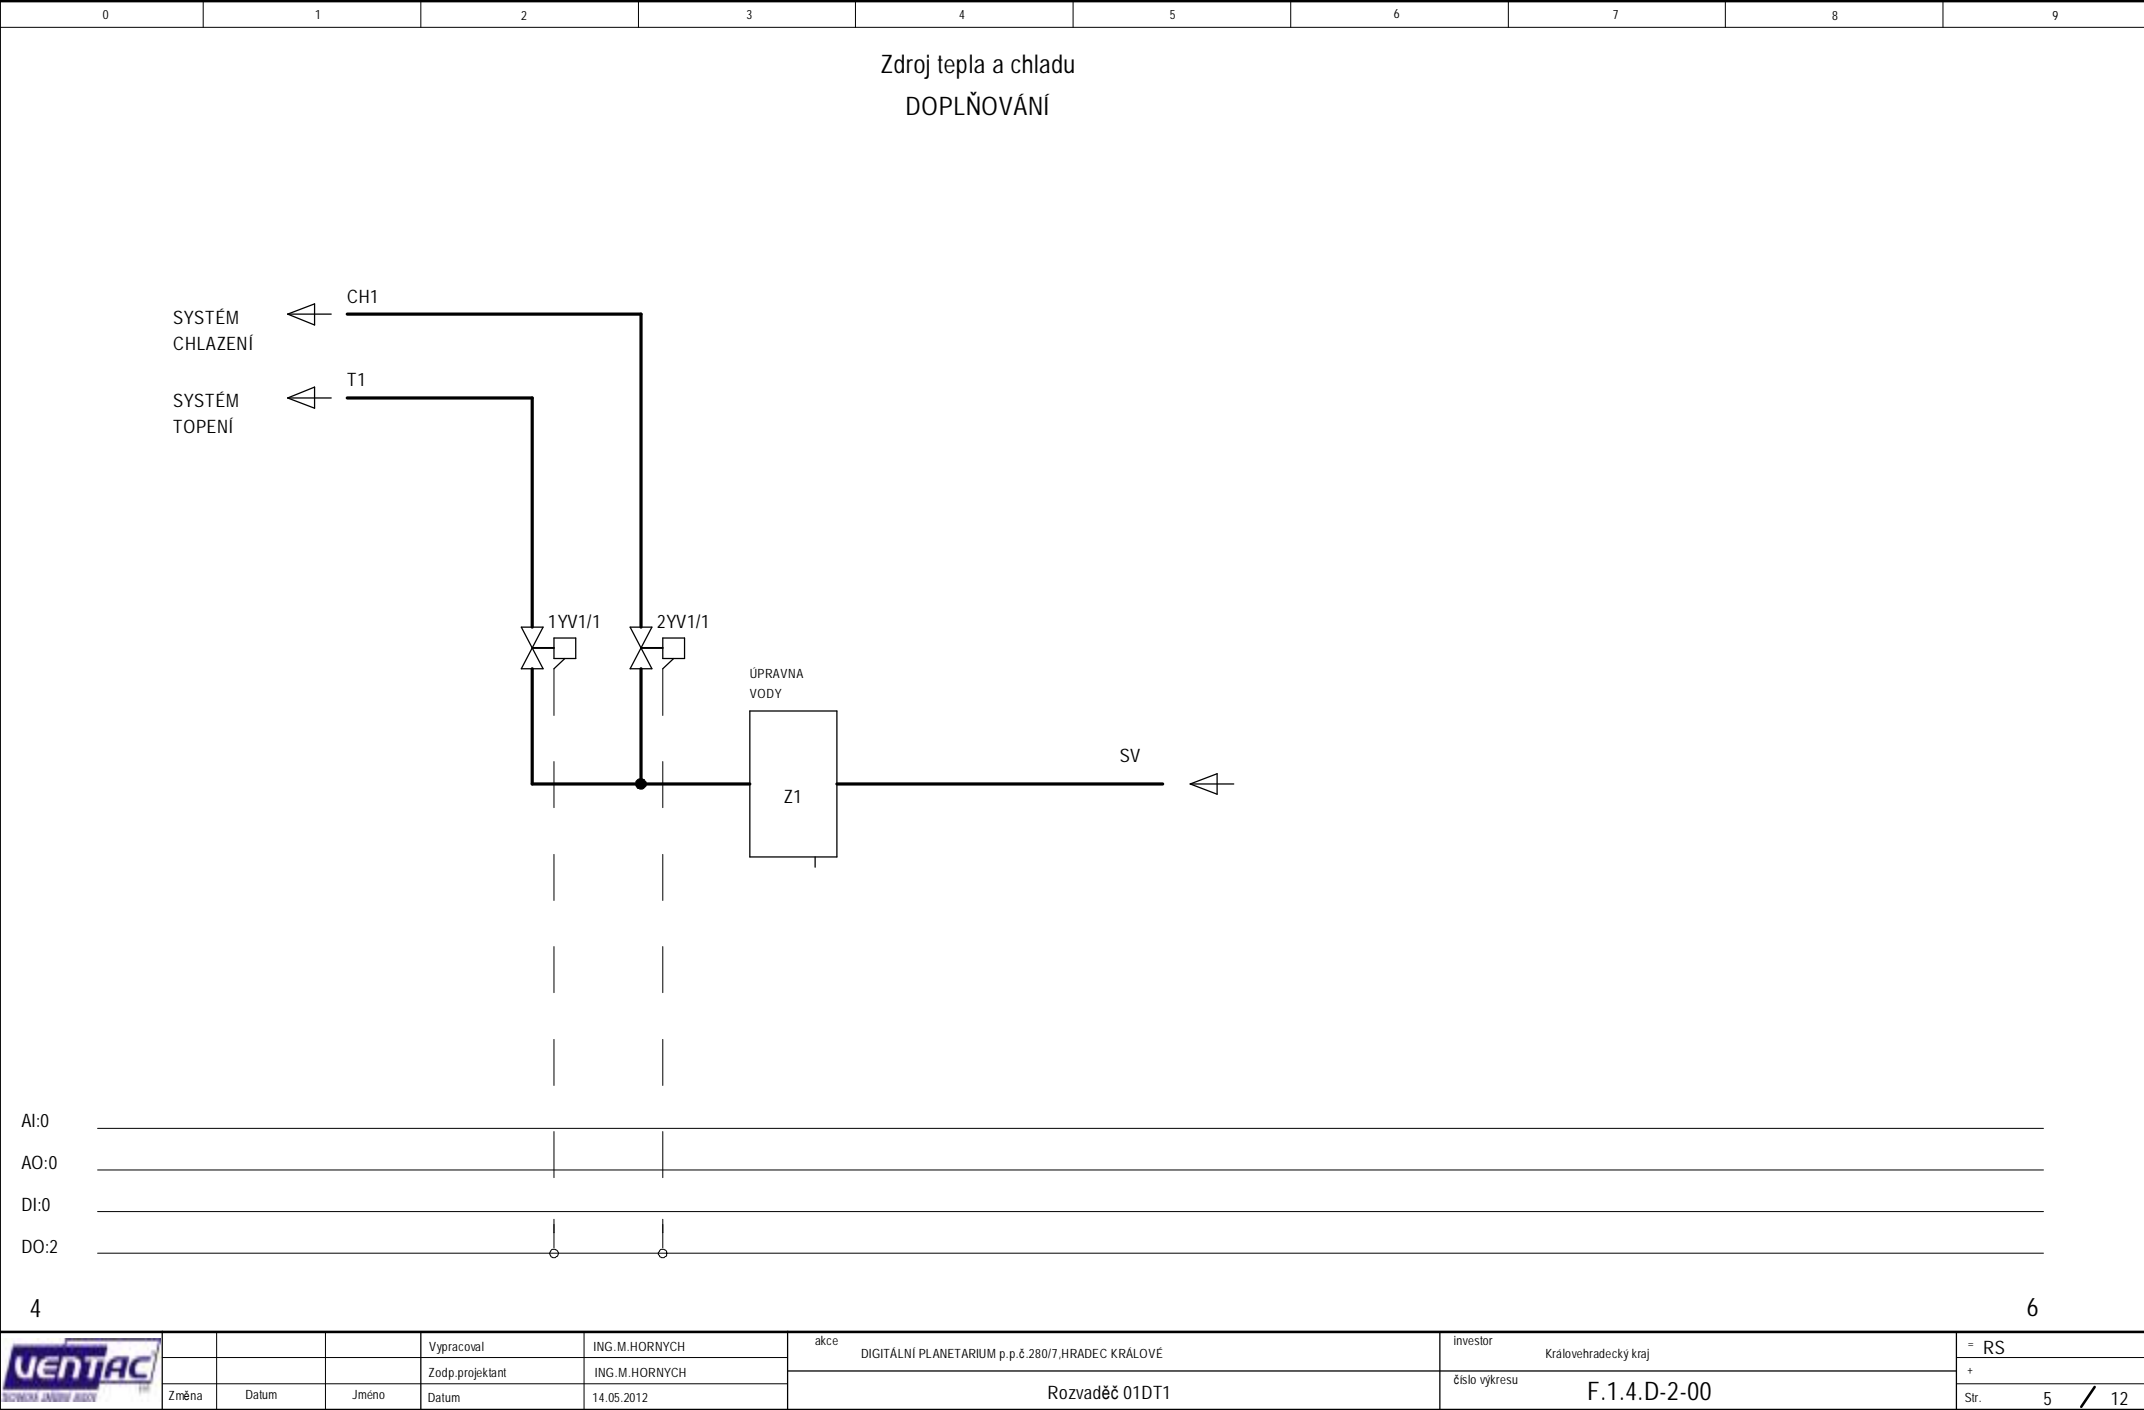 0 1 2 3 4 5 6 7 8 9
Zdroj tepla a chladu
DOPLŇOVÁNÍ
CH1
SYSTÉM
CHLAZENÍ
T1
SYSTÉM
TOPENÍ
1YV1/1
2YV1/1
ÚPRAVNA
VODY
SV
Z1
AI:0
AO:0
DI:0
DO:2
4
6
VENTAC
Změna Datum Jméno
Vypracoval ING.M.HORNYCH
Zodp.projektant ING.M.HORNYCH
Datum 14.05.2012
akce
DIGITÁLNÍ PLANETARIUM p.p.č.280/7,HRADEC KRÁLOVÉ
Rozvaděč 01DT1
investor
Královehradecký kraj
číslo výkresu
F.1.4.D-2-00
= RS
+
Str. 5 / 12